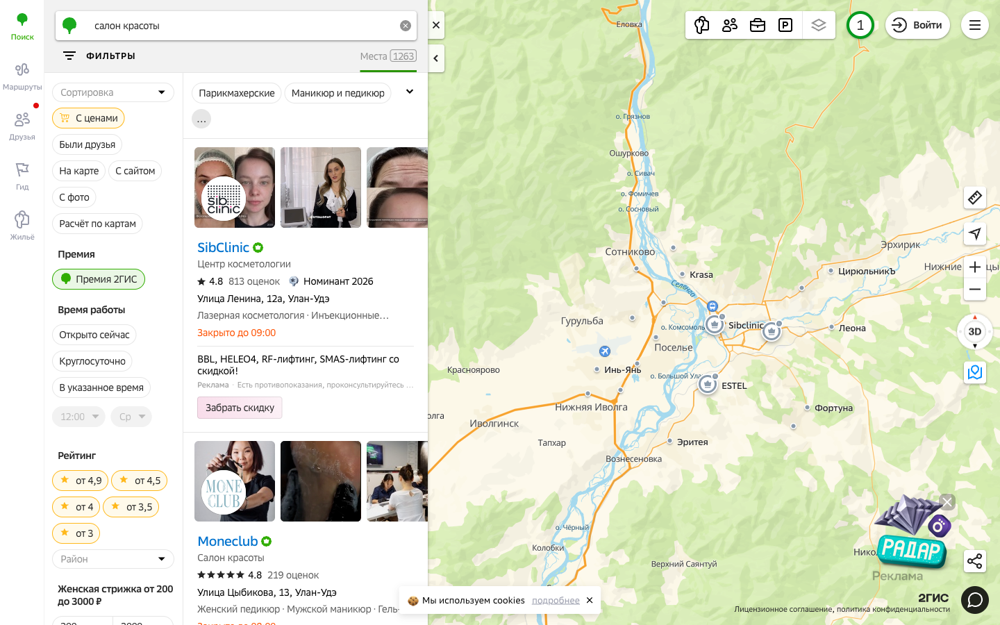 Поиск
Маршруты
Друзья
Гид
Жильё
салон красоты
ФИЛЬТРЫ
Места 1263
Сортировка
С ценами
Были друзья
На карте
С сайтом
С фото
Расчёт по картам
Премия
Премия 2ГИС
Время работы
Открыто сейчас
Круглосуточно
В указанное время
12:00
Ср
Рейтинг
от 4,9
от 4,5
от 4
от 3,5
от 3
Район
Женская стрижка от 200
до 3000 ₽
Парикмахерские
Маникюр и педикюр
...
sib.
clinic
ФОТОШОПИТ
SibClinic
Центр косметологии
4.8 813 оценок Номинант 2026
Улица Ленина, 12а, Улан-Удэ
Лазерная косметология · Инъекционные...
Закрыто до 09:00
BBL, HELEO4, RF-лифтинг, SMAS-лифтинг со
скидкой!
Реклама · Есть противопоказания, проконсультируйтесь ...
Забрать скидку
MONE
CLUB
Moneclub
Салон красоты
4.8 219 оценок
Улица Цыбикова, 13, Улан-Удэ
Женский педикюр · Мужской маникюр · Гель-
Войти
1
P
Еловка
о. Грязнов
Ошурково
о. Сивач
о. Фомичев
о. Сосновый
Сотниково
Эрхирик
Нижние
цы
ЦирюльникЪ
Krasa
Селенга
Гурульба
о. Комсомоль
Sibclinic
Леона
3D
Поселье
Красноярово
Инь-Янь
о. Большой Ула
ESTEL
Нижняя Иволга
Фортуна
олга
Иволгинск
Тапхар
Эритея
Вознесеновка
о. Чёрный
Колобки
Верхний Саянтуй
Нико
РАДАР
Реклама
🍪 Мы используем cookies подробнее
2ГИС
Лицензионное соглашение, политика конфиденциальности